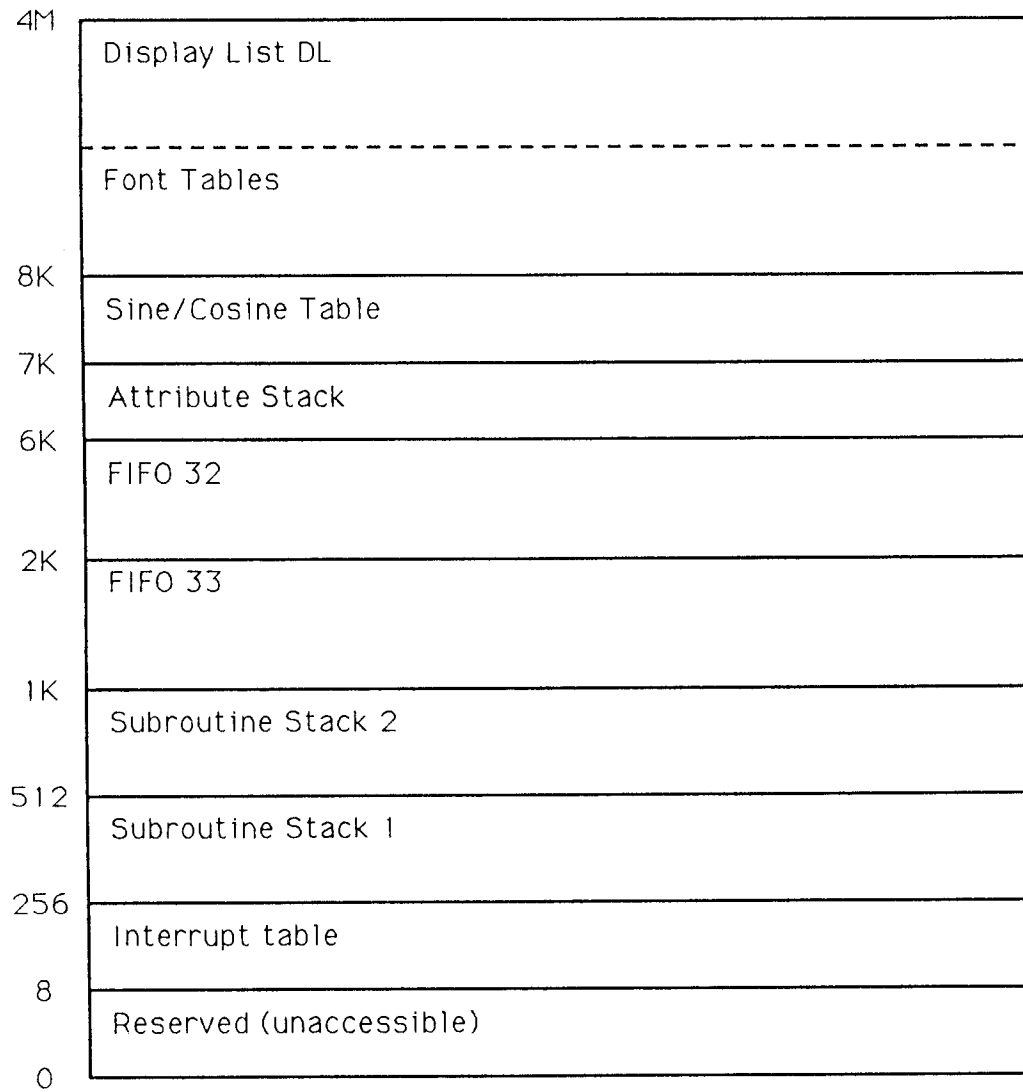 4M
Display List DL
Font Tables
8K
Sine/Cosine Table
7K
Attribute Stack
6K
FIFO 32
2K
FIFO 33
1K
Subroutine Stack 2
512
Subroutine Stack 1
256
Interrupt table
8
Reserved (unaccessible)
0